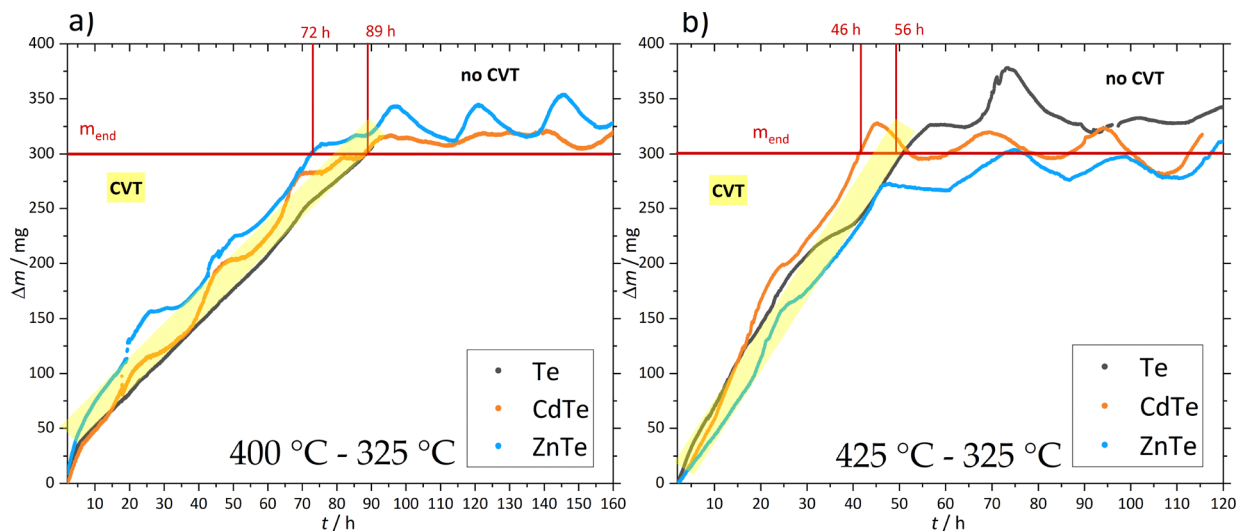 a)
72 h 89 h
400
350
300
250
200
150
100
50
0
Δm / mg
no CVT
m_end
CVT
Te
CdTe
ZnTe
400 °C - 325 °C
10 20 30 40 50 60 70 80 90 100 110 120 130 140 150 160
t / h
b)
46 h 56 h
400
350
300
250
200
150
100
50
0
Δm / mg
no CVT
m_end
CVT
Te
CdTe
ZnTe
425 °C - 325 °C
10 20 30 40 50 60 70 80 90 100 110 120
t / h